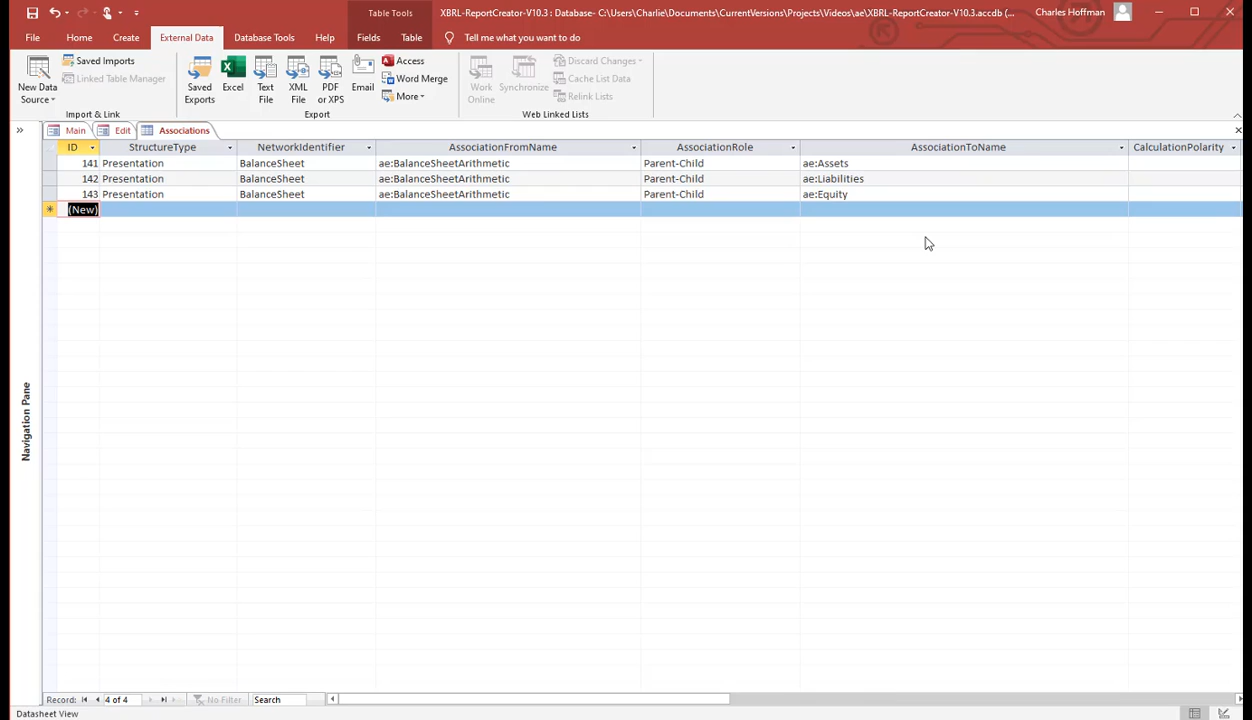 Table Tools
XBRL-ReportCreator-V10.3 : Database- C:\Users\Charlie\Documents\CurrentVersions\Projects\Videos\ae\XBRL-ReportCreator-V10.3.accdb (...
Charles Hoffman
File Home Create External Data Database Tools Help Fields Table Tell me what you want to do
New Data Source
Saved Imports
Linked Table Manager
Saved Exports
Excel
Text File
XML File
PDF or XPS
Email
Access
Word Merge
More
Work Online
Synchronize
Discard Changes
Cache List Data
Relink Lists
Import & Link
Export
Web Linked Lists
Main Edit Associations
ID StructureType NetworkIdentifier AssociationFromName AssociationRole AssociationToName CalculationPolarity
141 Presentation BalanceSheet ae:BalanceSheetArithmetic Parent-Child ae:Assets
142 Presentation BalanceSheet ae:BalanceSheetArithmetic Parent-Child ae:Liabilities
143 Presentation BalanceSheet ae:BalanceSheetArithmetic Parent-Child ae:Equity
(New)
Navigation Pane
Record: 4 of 4 No Filter Search
Datasheet View